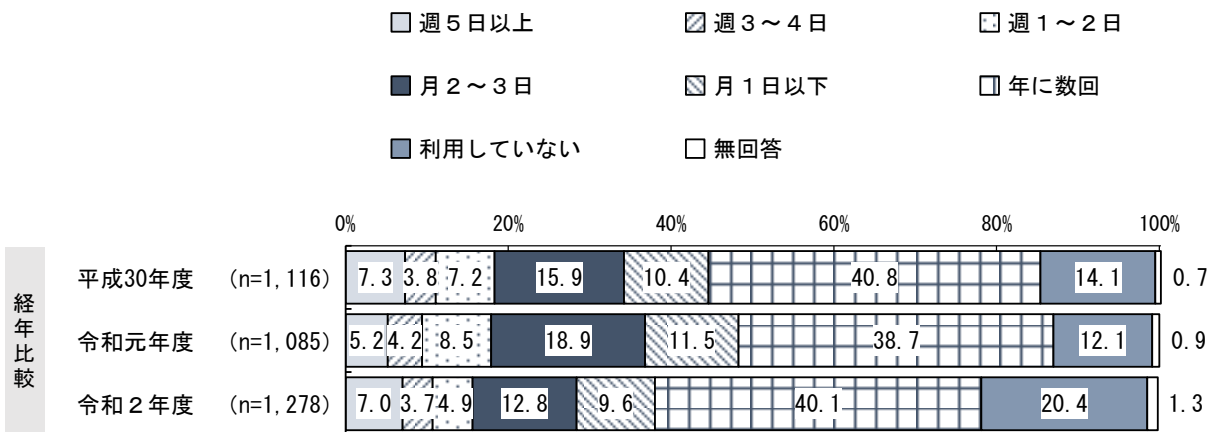 週５日以上 週３～４日 週１～２日
月２～３日 月１日以下 年に数回
利用していない 無回答
0% 20% 40% 60% 80% 100%
経年比較
平成30年度 (n=1,116) 7.3 3.8 7.2 15.9 10.4 40.8 14.1 0.7
令和元年度 (n=1,085) 5.2 4.2 8.5 18.9 11.5 38.7 12.1 0.9
令和２年度 (n=1,278) 7.0 3.7 4.9 12.8 9.6 40.1 20.4 1.3